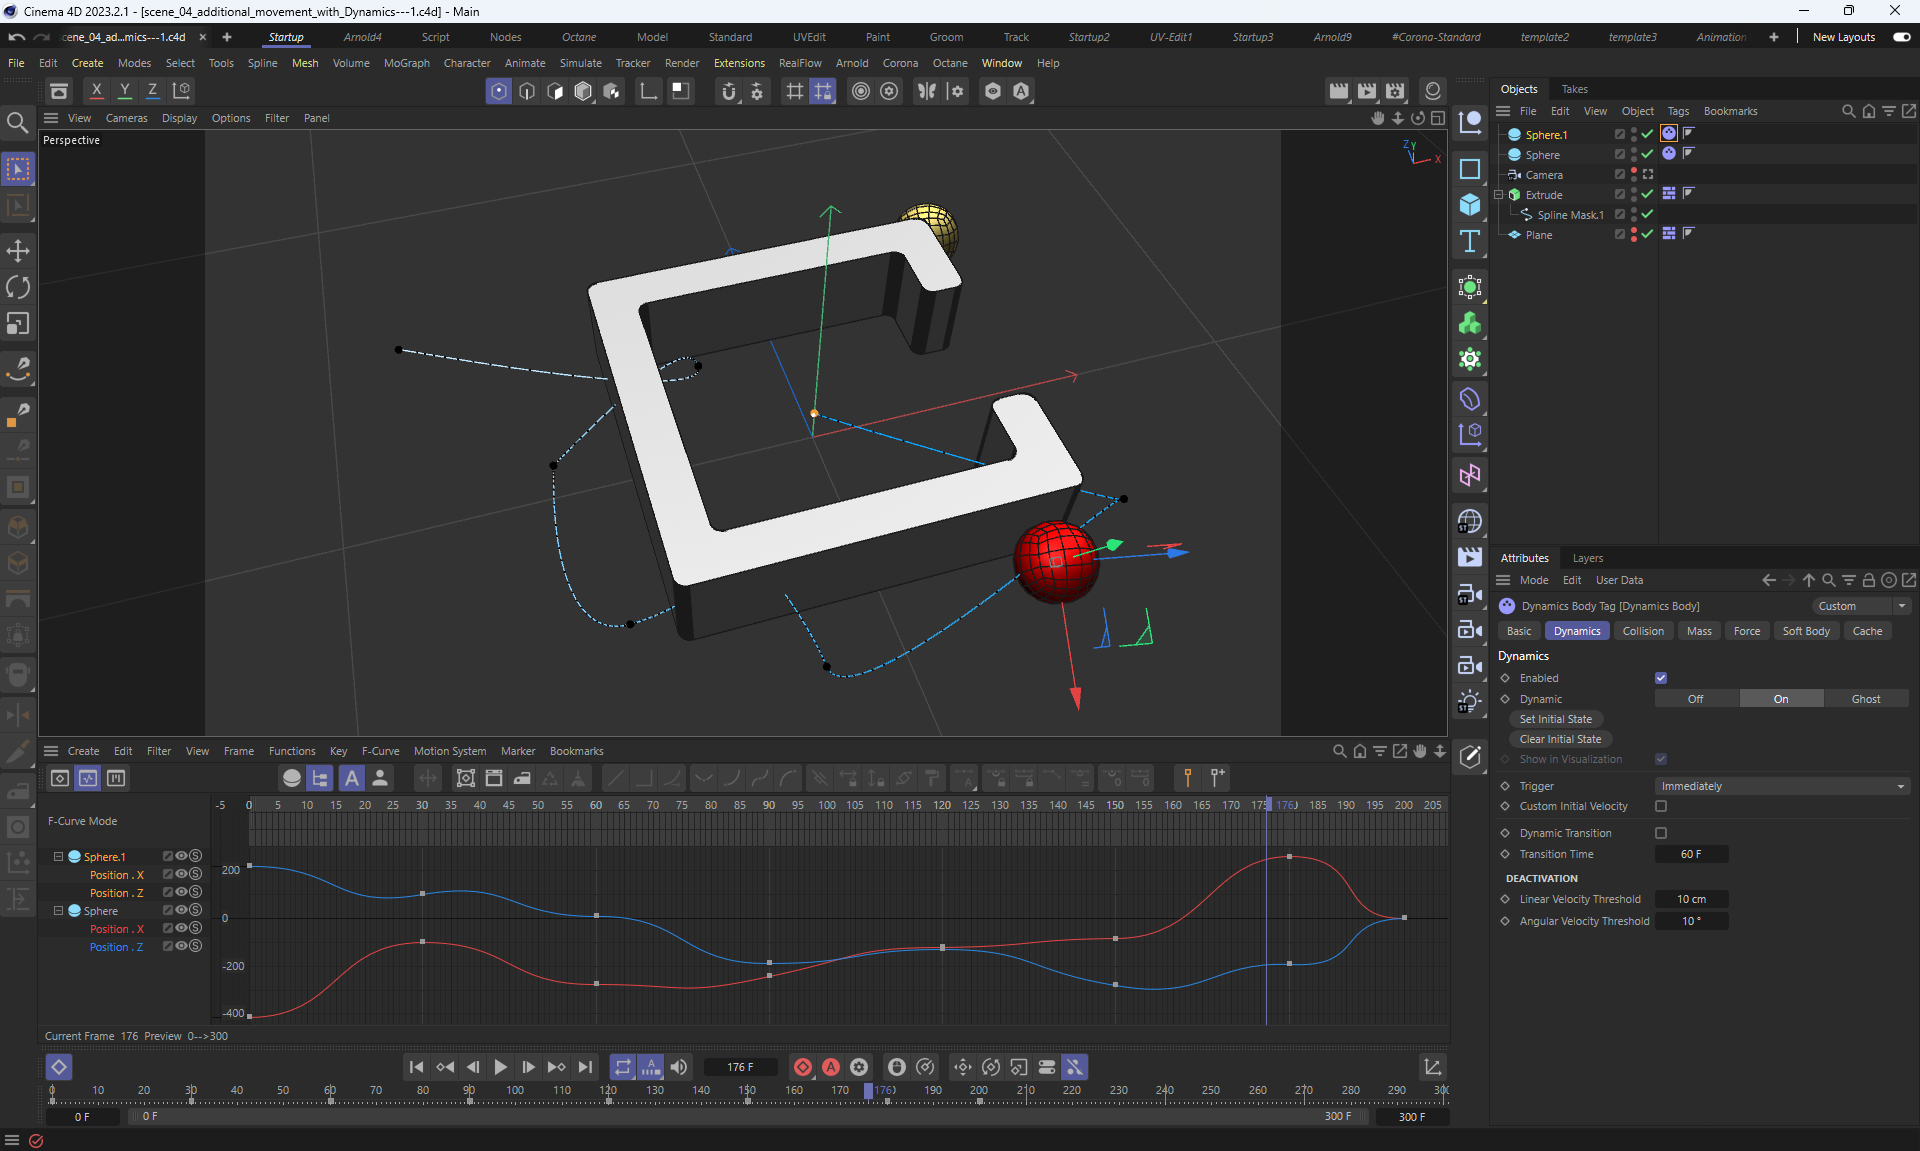 Cinema 4D 2023.2.1 - [scene_04_additional_movement_with_Dynamics---1.c4d] - Main
cene_04_ad...mics---1.c4d × + Startup Arnold4 Script Nodes Octane Model Standard UVEdit Paint Groom Track Startup2 UV-Edit1 Startup3 Arnold9 #Corona-Standard template2 template3 Animation + New Layouts
File Edit Create Modes Select Tools Spline Mesh Volume MoGraph Character Animate Simulate Tracker Render Extensions RealFlow Arnold Corona Octane Window Help
X Y Z
Objects Takes
View Cameras Display Options Filter Panel
File Edit View Object Tags Bookmarks
Perspective
Z Y X
Sphere.1
Sphere
Camera
Extrude
Spline Mask.1
Plane
Attributes Layers
Mode Edit User Data
Dynamics Body Tag [Dynamics Body] Custom
Basic Dynamics Collision Mass Force Soft Body Cache
Dynamics
Enabled
Dynamic Off On Ghost
Set Initial State
Clear Initial State
Show in Visualization
Trigger Immediately
Custom Initial Velocity
Dynamic Transition
Transition Time 60 F
DEACTIVATION
Linear Velocity Threshold 10 cm
Angular Velocity Threshold 10 °
Create Edit Filter View Frame Functions Key F-Curve Motion System Marker Bookmarks
-5 0 5 10 15 20 25 30 35 40 45 50 55 60 65 70 75 80 85 90 95 100 105 110 115 120 125 130 135 140 145 150 155 160 165 170 175 176 185 190 195 200 205
F-Curve Mode
Sphere.1
Position . X
Position . Z
Sphere
Position . X
Position . Z
200
0
-200
-400
Current Frame 176 Preview 0-->300
176 F
0 10 20 30 40 50 60 70 80 90 100 110 120 130 140 150 160 170 176 190 200 210 220 230 240 250 260 270 280 290 300
0 F 0 F 300 F 300 F